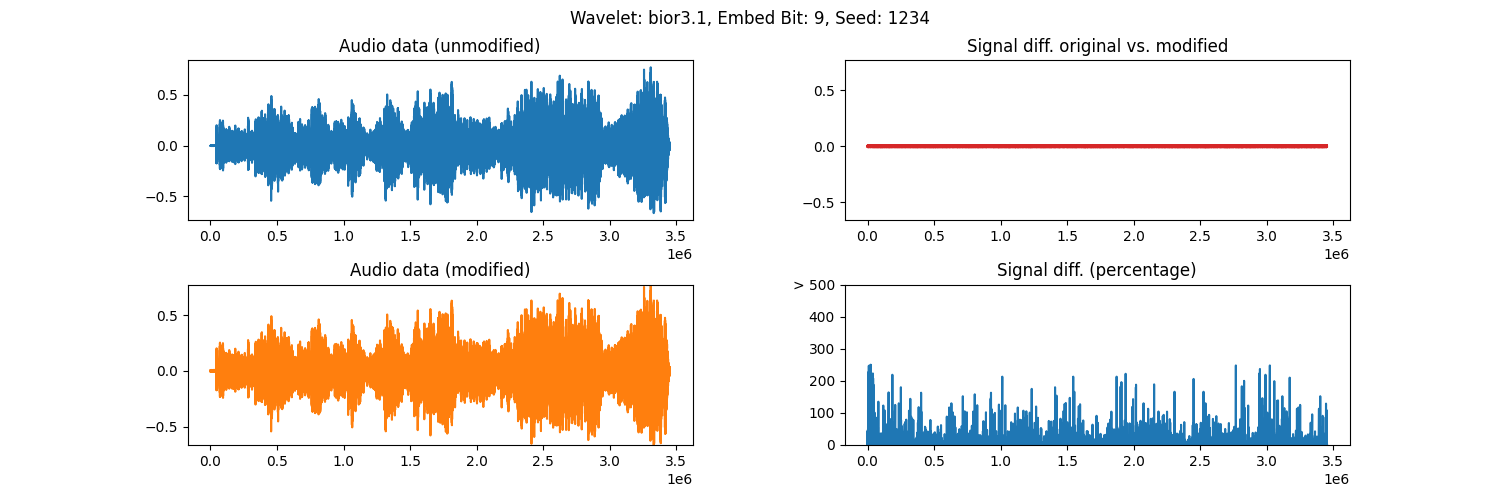 Wavelet: bior3.1, Embed Bit: 9, Seed: 1234
Audio data (unmodified)
0.5
0.0
−0.5
0.0 0.5 1.0 1.5 2.0 2.5 3.0 3.5
1e6
Signal diff. original vs. modified
0.5
0.0
−0.5
0.0 0.5 1.0 1.5 2.0 2.5 3.0 3.5
1e6
Audio data (modified)
0.5
0.0
−0.5
0.0 0.5 1.0 1.5 2.0 2.5 3.0 3.5
1e6
Signal diff. (percentage)
> 500
400
300
200
100
0
0.0 0.5 1.0 1.5 2.0 2.5 3.0 3.5
1e6